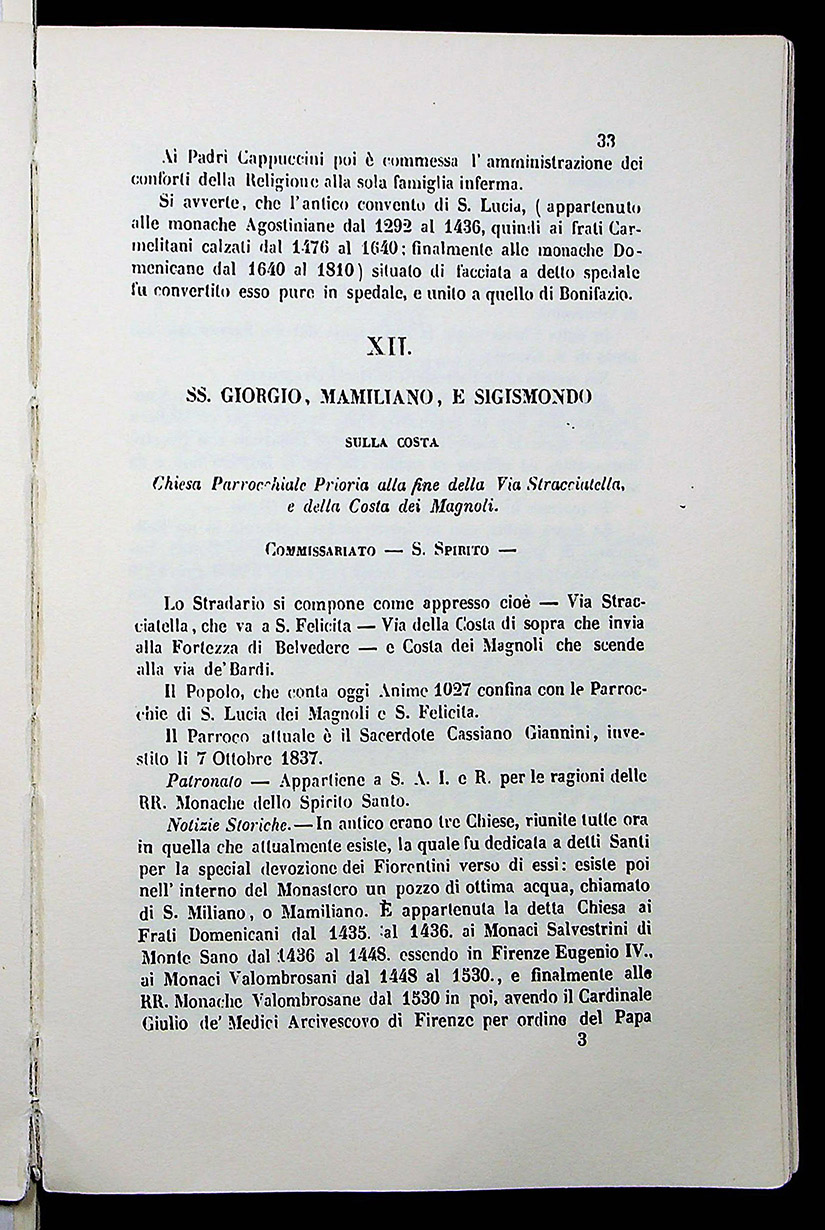 33
Ai Padri Cappuccini poi è commessa l' amministrazione dei
conforti della Religione alla sola famiglia inferma.
Si avverte, che l'antico convento di S. Lucia, ( appartenuto
alle monache Agostiniane dal 1292 al 1436, quindi ai frati Car-
melitani calzati dal 1476 al 1640; finalmente alle monache Do-
menicane dal 1640 al 1810) situato di facciata a detto spedale
fu convertito esso pure in spedale, e unito a quello di Bonifazio.
XII.
SS. GIORGIO, MAMILIANO, E SIGISMONDO
SULLA COSTA
Chiesa Parrocchiale Prioria alla fine della Via Stracciatella,
e della Costa dei Magnoli.
COMMISSARIATO — S. SPIRITO —
Lo Stradario si compone come appresso cioè — Via Strac-
ciatella, che va a S. Felicita — Via della Costa di sopra che invia
alla Fortezza di Belvedere — e Costa dei Magnoli che scende
alla via de' Bardi.
Il Popolo, che conta oggi Anime 1027 confina con le Parroc-
chie di S. Lucia dei Magnoli e S. Felicita.
Il Parroco attuale è il Sacerdote Cassiano Giannini, inve-
stito li 7 Ottobre 1837.
Patronato — Appartiene a S. A. I. e R. per le ragioni delle
RR. Monache dello Spirito Santo.
Notizie Storiche. — In antico erano tre Chiese, riunite tutte ora
in quella che attualmente esiste, la quale fu dedicata a detti Santi
per la special devozione dei Fiorentini verso di essi: esiste poi
nell' interno del Monastero un pozzo di ottima acqua, chiamato
di S. Miliano, o Mamiliano. È appartenuta la detta Chiesa ai
Frati Domenicani dal 1435. al 1436. ai Monaci Salvestrini di
Monte Sano dal 1436 al 1448. essendo in Firenze Eugenio IV.,
ai Monaci Valombrosani dal 1448 al 1530., e finalmente alle
RR. Monache Valombrosane dal 1530 in poi, avendo il Cardinale
Giulio de' Medici Arcivescovo di Firenze per ordine del Papa
3